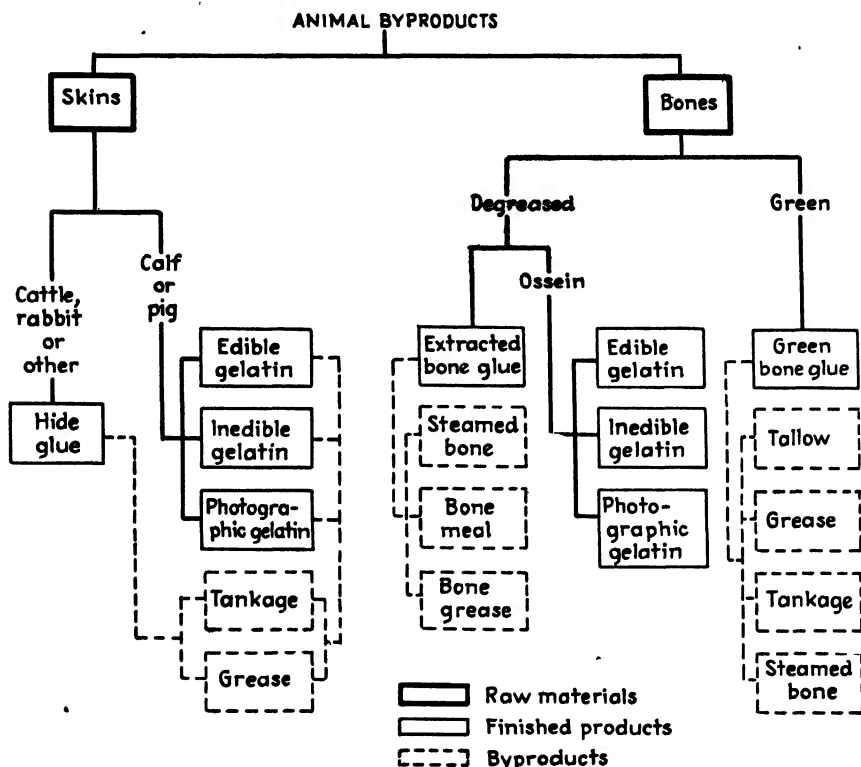 ANIMAL BYPRODUCTS
Skins
Bones
Degreased
Green
Calf
or
pig
Ossein
Cattle,
rabbit
or
other
Edible
gelatin
Extracted
bone glue
Edible
gelatin
Green
bone glue
Hide
glue
Inedible
gelatin
Steamed
bone
Inedible
gelatin
Tallow
Photogra-
phic gelatin
Bone
meal
Photo-
graphic
gelatin
Grease
Tankage
Bone
grease
Tankage
Grease
Steamed
bone
Raw materials
Finished products
Byproducts